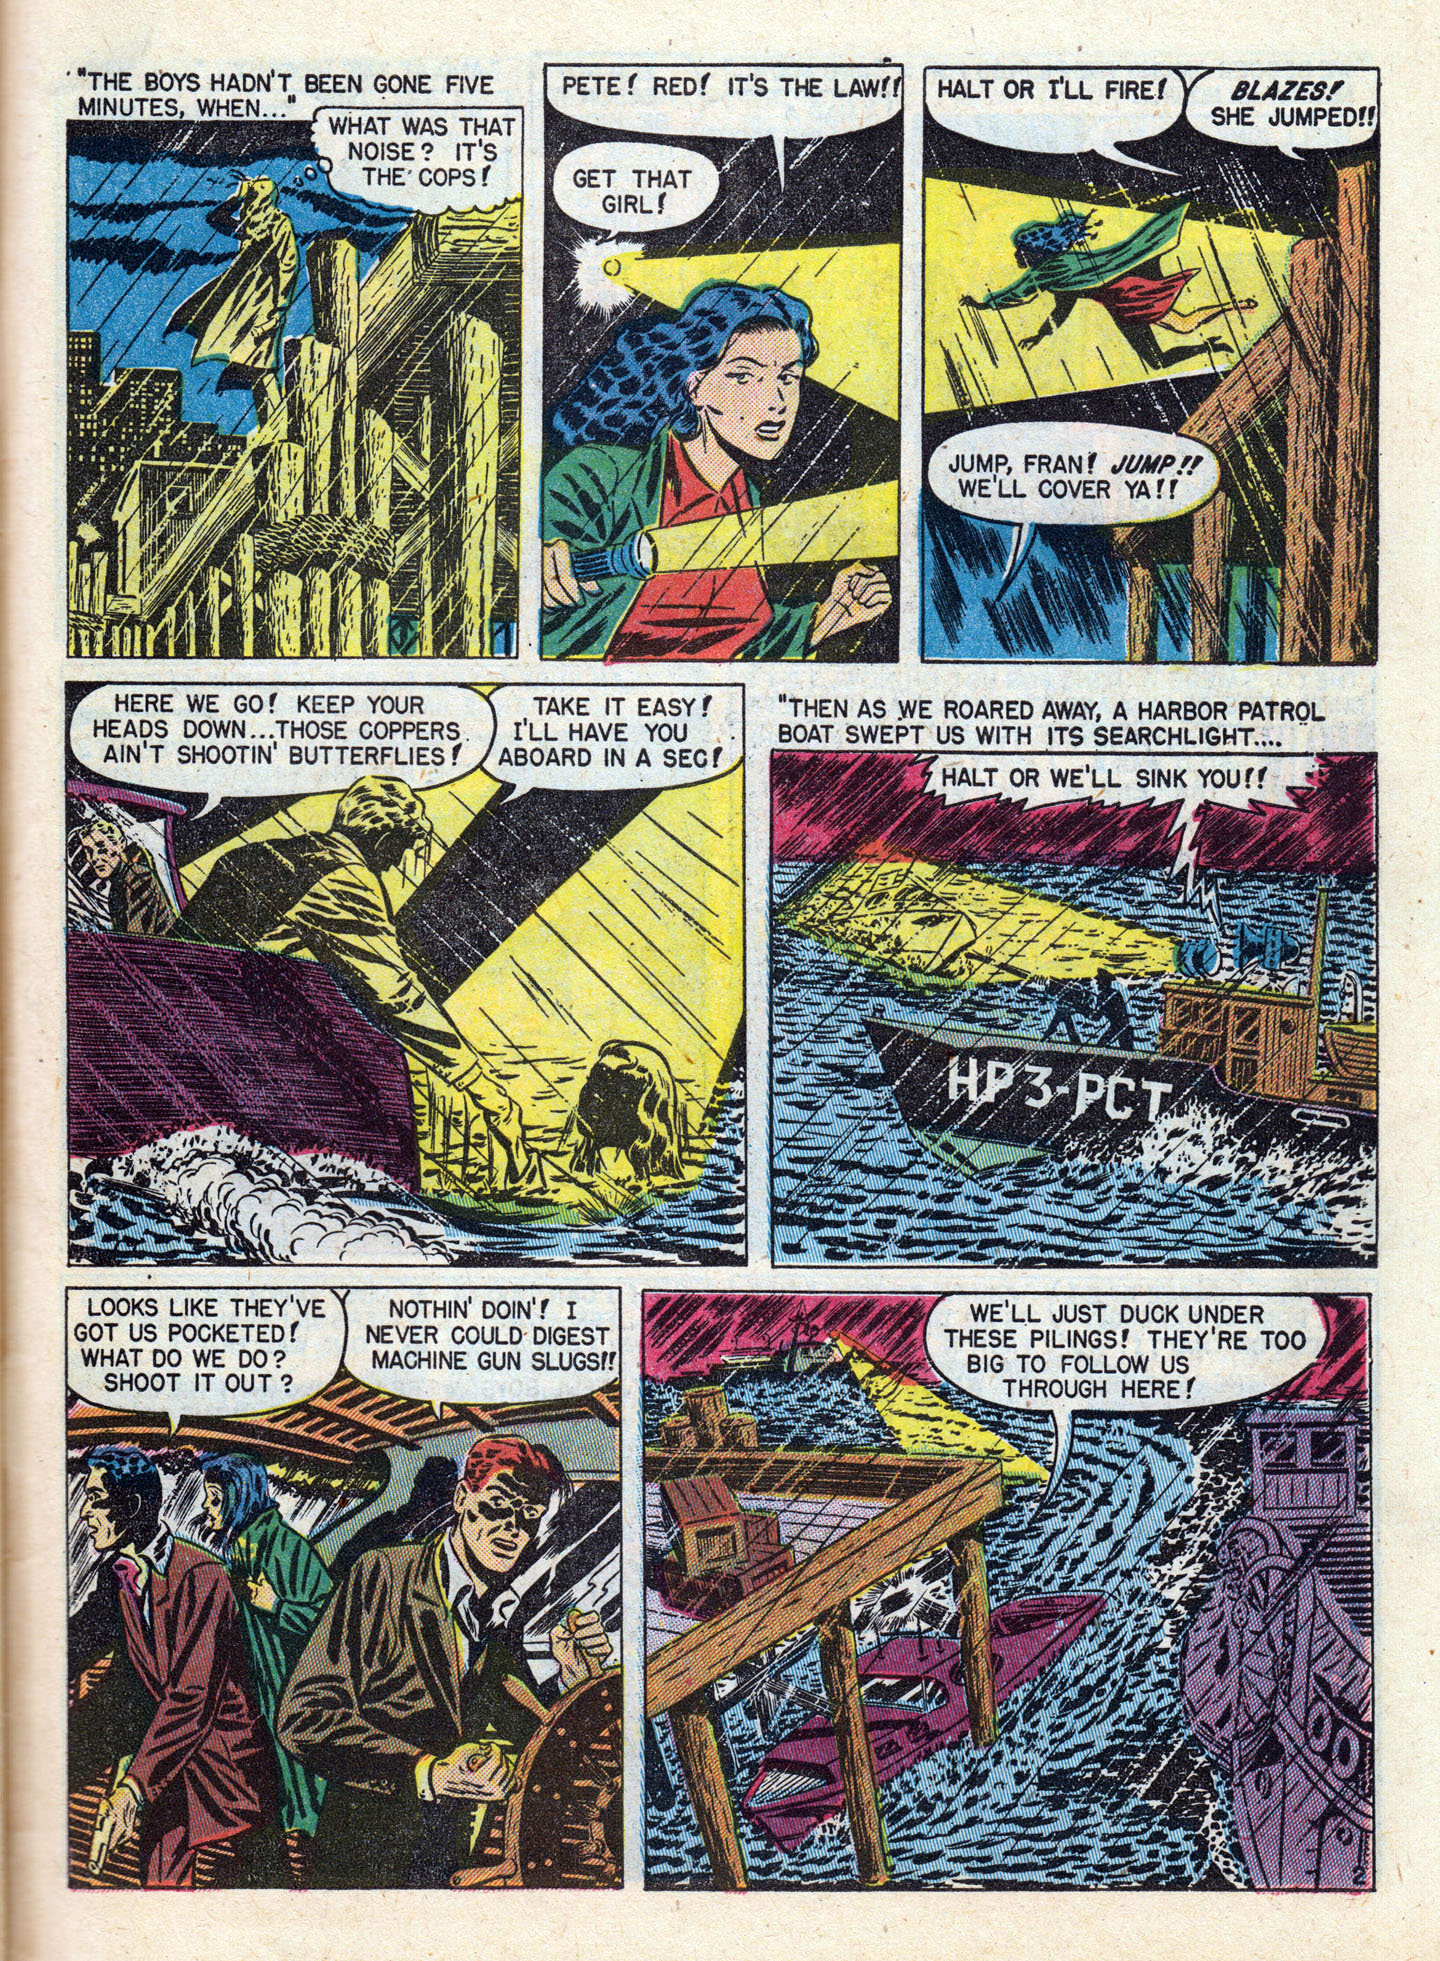 "THE BOYS HADN'T BEEN GONE FIVE
MINUTES, WHEN..."
WHAT WAS THAT
NOISE? IT'S
THE COPS!
PETE! RED! IT'S THE LAW!!
GET THAT
GIRL!
HALT OR I'LL FIRE!
BLAZES!
SHE JUMPED!!
JUMP, FRAN! JUMP!!
WE'LL COVER YA!!
HERE WE GO! KEEP YOUR
HEADS DOWN...THOSE COPPERS
AIN'T SHOOTIN' BUTTERFLIES!
TAKE IT EASY!
I'LL HAVE YOU
ABOARD IN A SEC!
"THEN AS WE ROARED AWAY, A HARBOR PATROL
BOAT SWEPT US WITH ITS SEARCHLIGHT....
HALT OR WE'LL SINK YOU!!
HP3-PCT
LOOKS LIKE THEY'VE
GOT US POCKETED!
WHAT DO WE DO?
SHOOT IT OUT?
NOTHIN' DOIN'! I
NEVER COULD DIGEST
MACHINE GUN SLUGS!!
WE'LL JUST DUCK UNDER
THESE PILINGS! THEY'RE TOO
BIG TO FOLLOW US
THROUGH HERE!
2